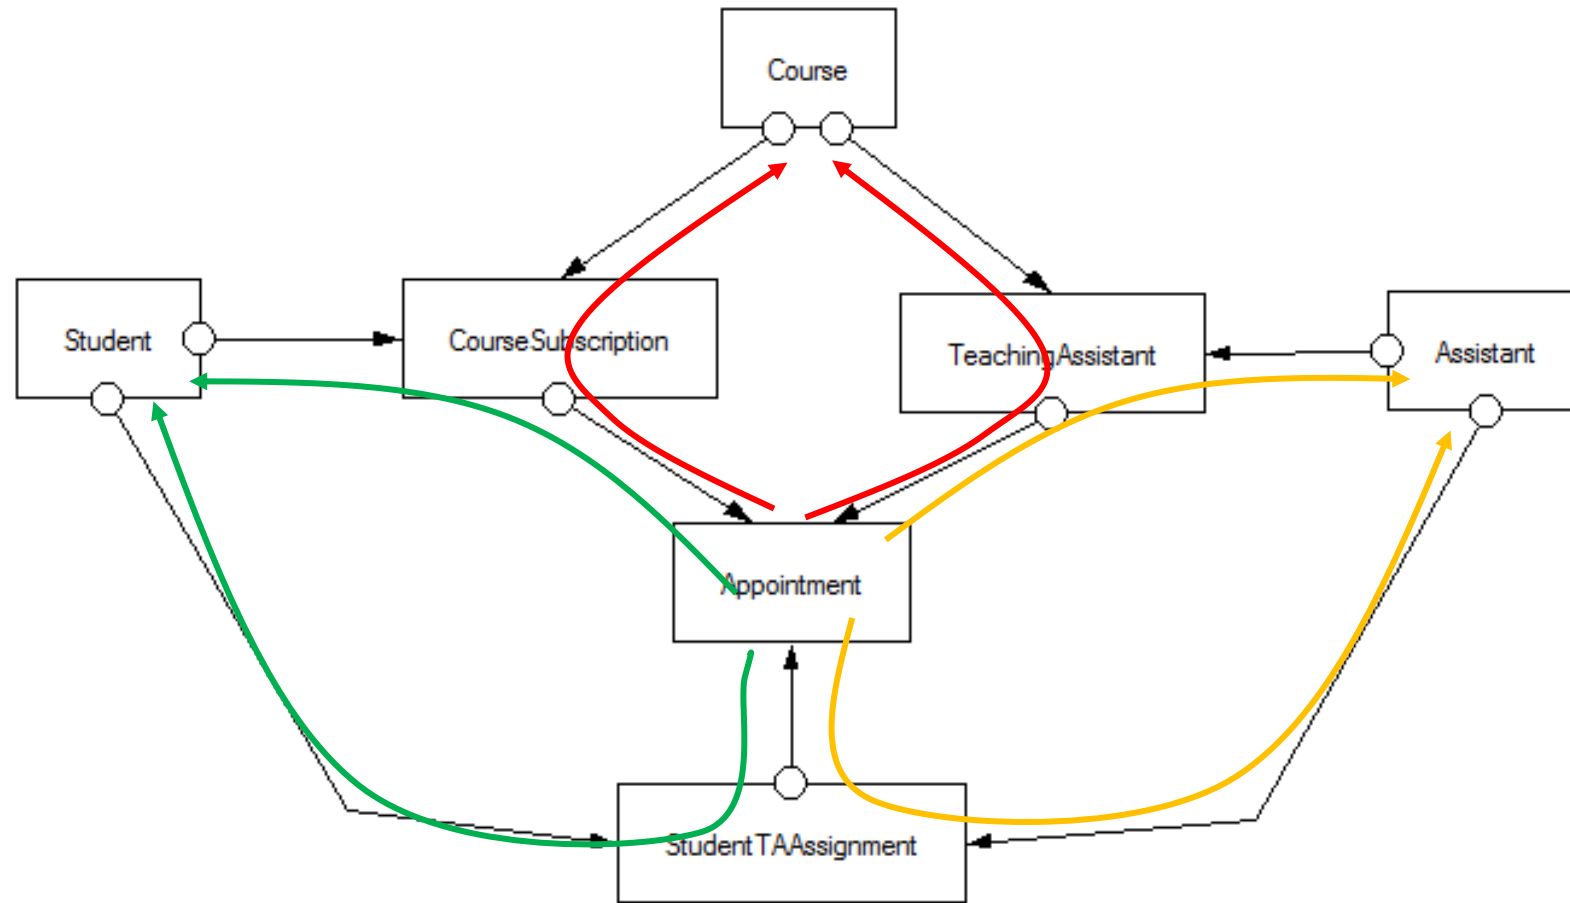 Course
Student
CourseSubscription
TeachingAssistant
Assistant
Appointment
StudentTAAssignment